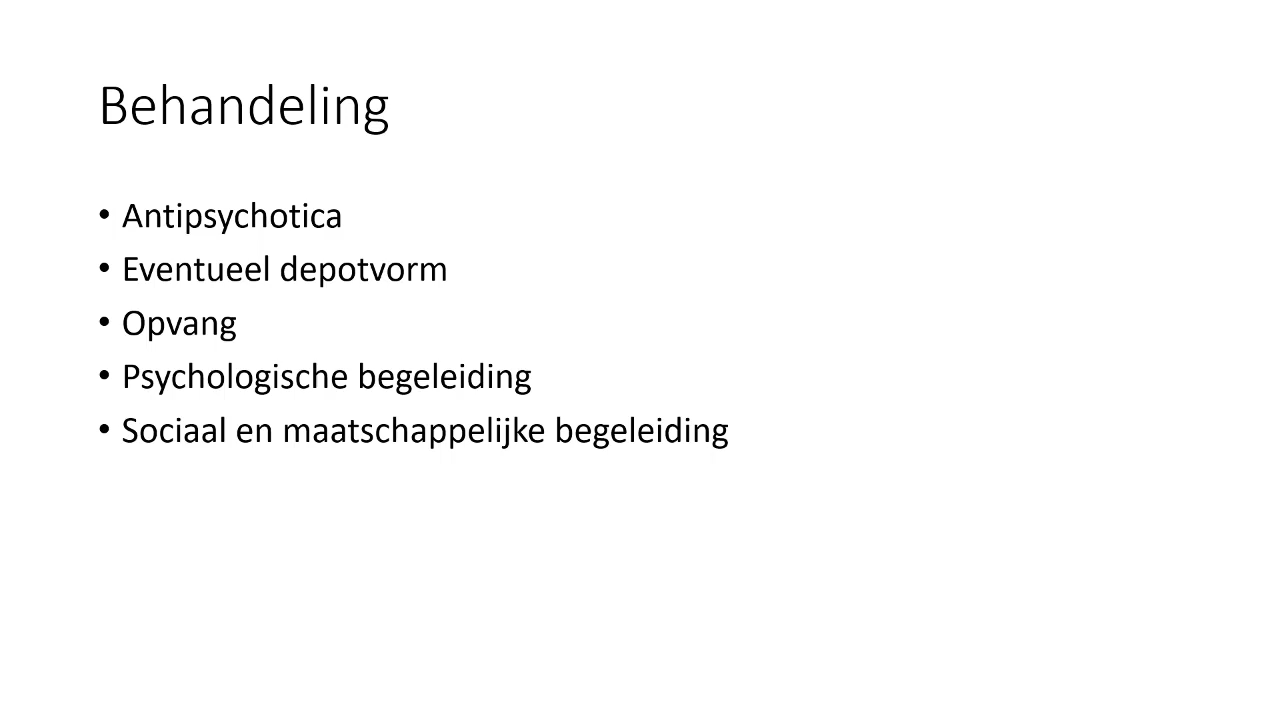 Behandeling
• Antipsychotica
• Eventueel depotvorm
• Opvang
• Psychologische begeleiding
• Sociaal en maatschappelijke begeleiding